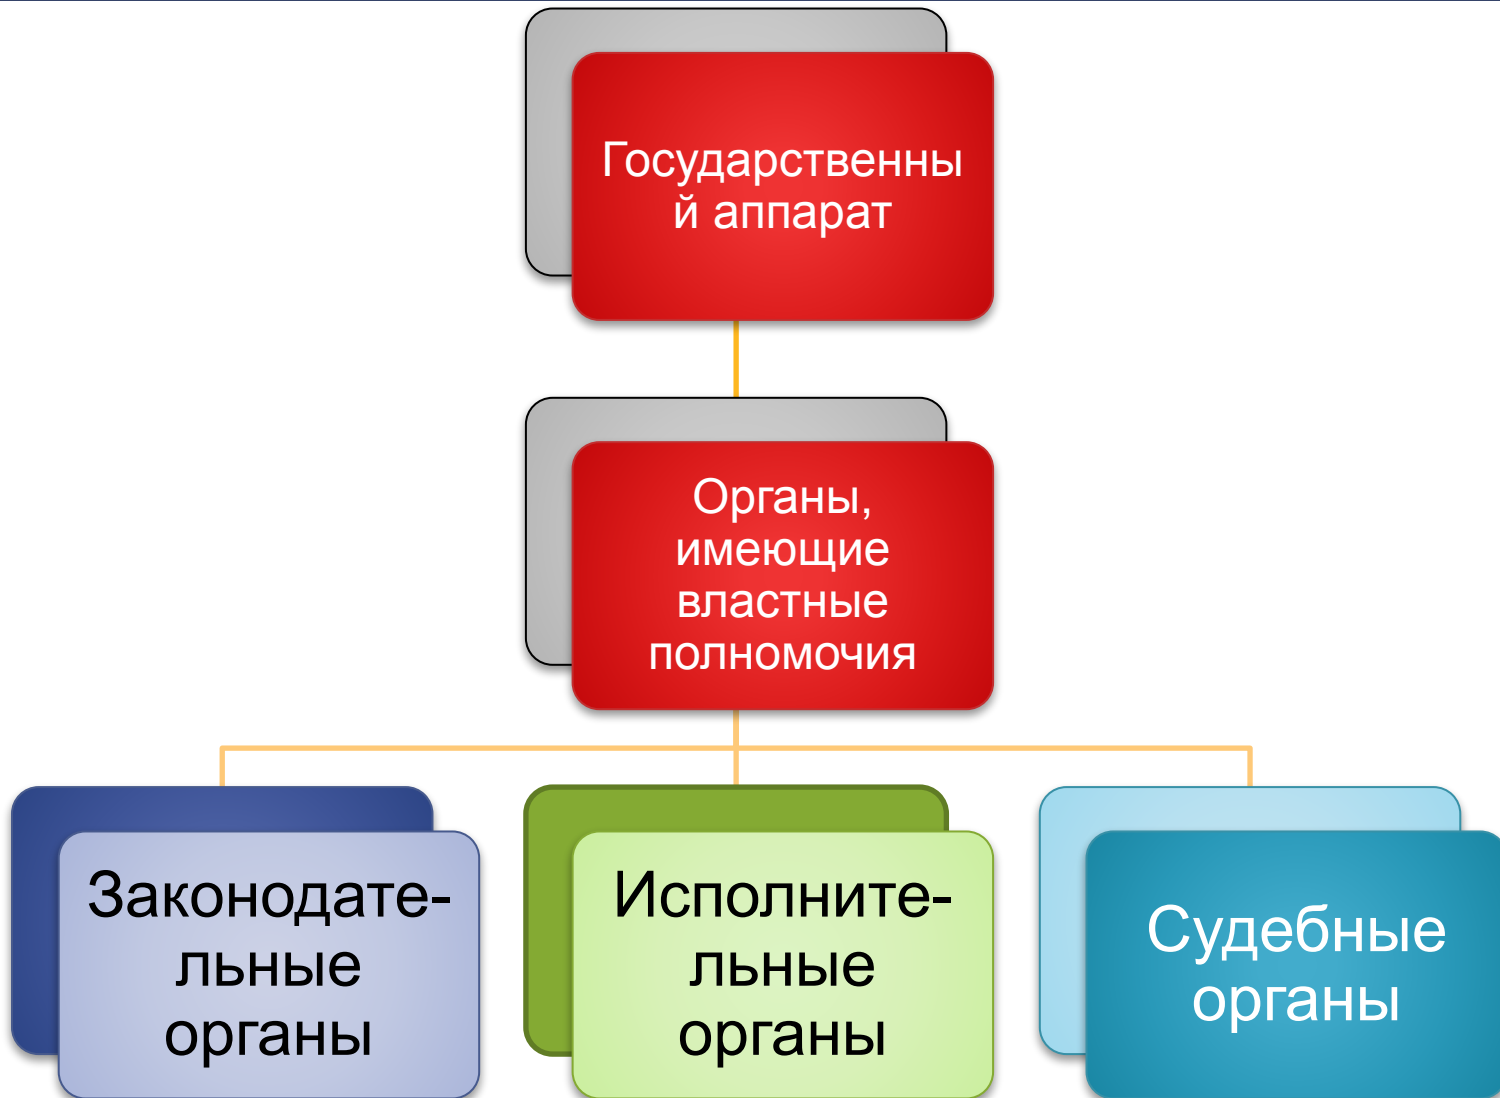 Государственны
й аппарат
Органы,
имеющие
властные
полномочия
Законодате-
льные
органы
Исполните-
льные
органы
Судебные
органы